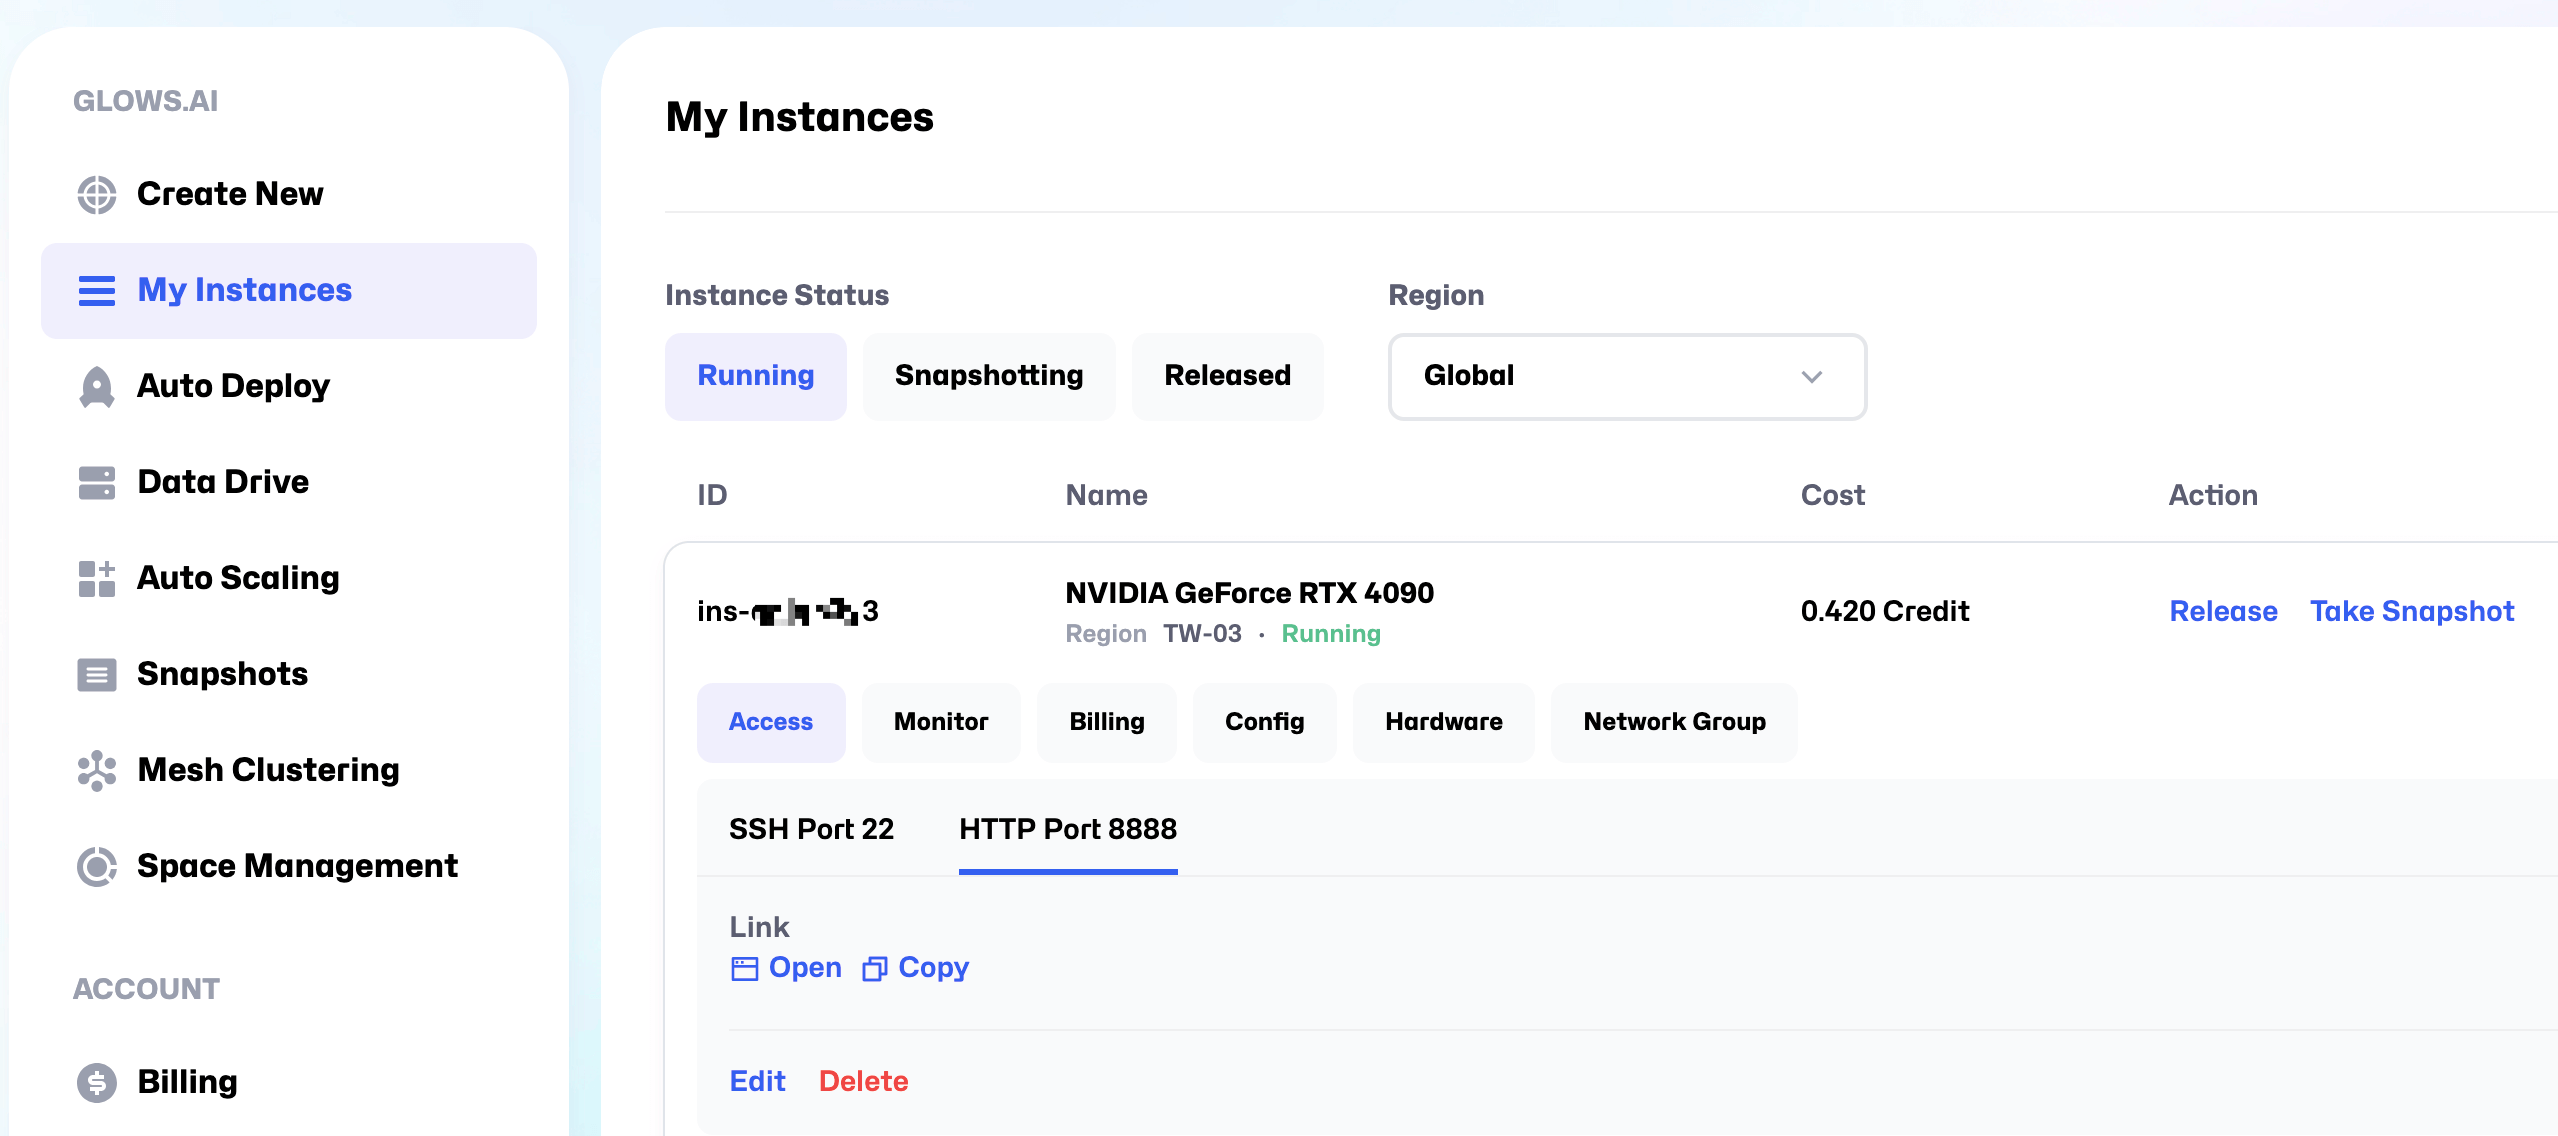 GLOWS.AI
Create New
My Instances
Auto Deploy
Data Drive
Auto Scaling
Snapshots
Mesh Clustering
Space Management
ACCOUNT
Billing
My Instances
Instance Status
Running Snapshotting Released
Region
Global
ID Name Cost Action
NVIDIA GeForce RTX 4090
Region TW-03 · Running
0.420 Credit
Release Take Snapshot
Access Monitor Billing Config Hardware Network Group
SSH Port 22 HTTP Port 8888
Link
Open Copy
Edit Delete